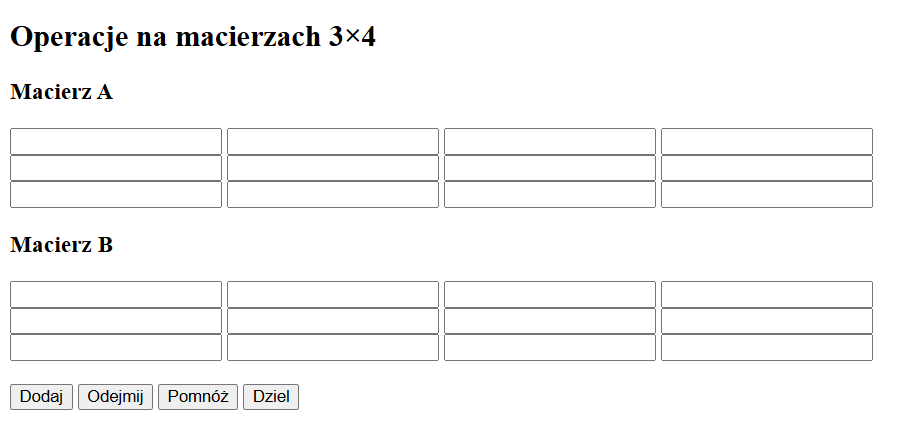 Operacje na macierzach 3×4
Macierz A
Macierz B
Dodaj Odejmij Pomnóż Dziel